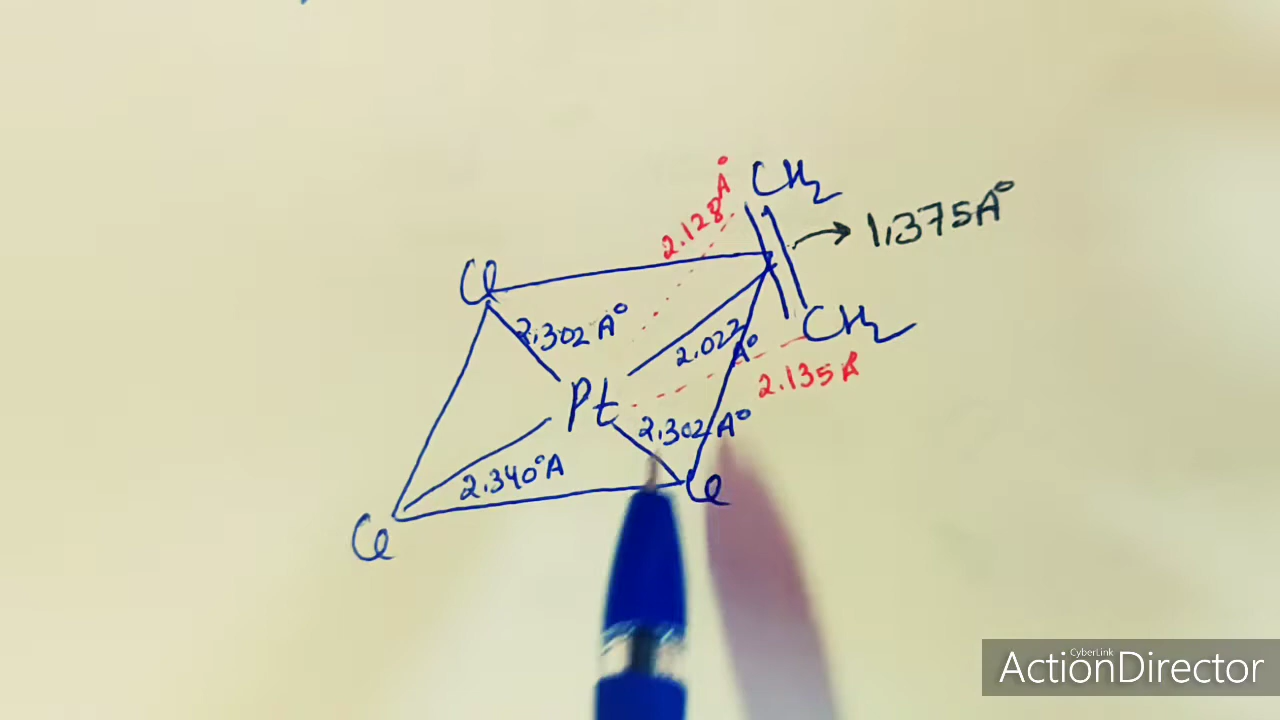 CH2
2.128 A°
1.375A°
Cl
2.302 A°
CH2
2.022
A°
2.135 A°
Pt
2.302 A°
2.340°A
Cl
Cl
CyberLink
ActionDirector